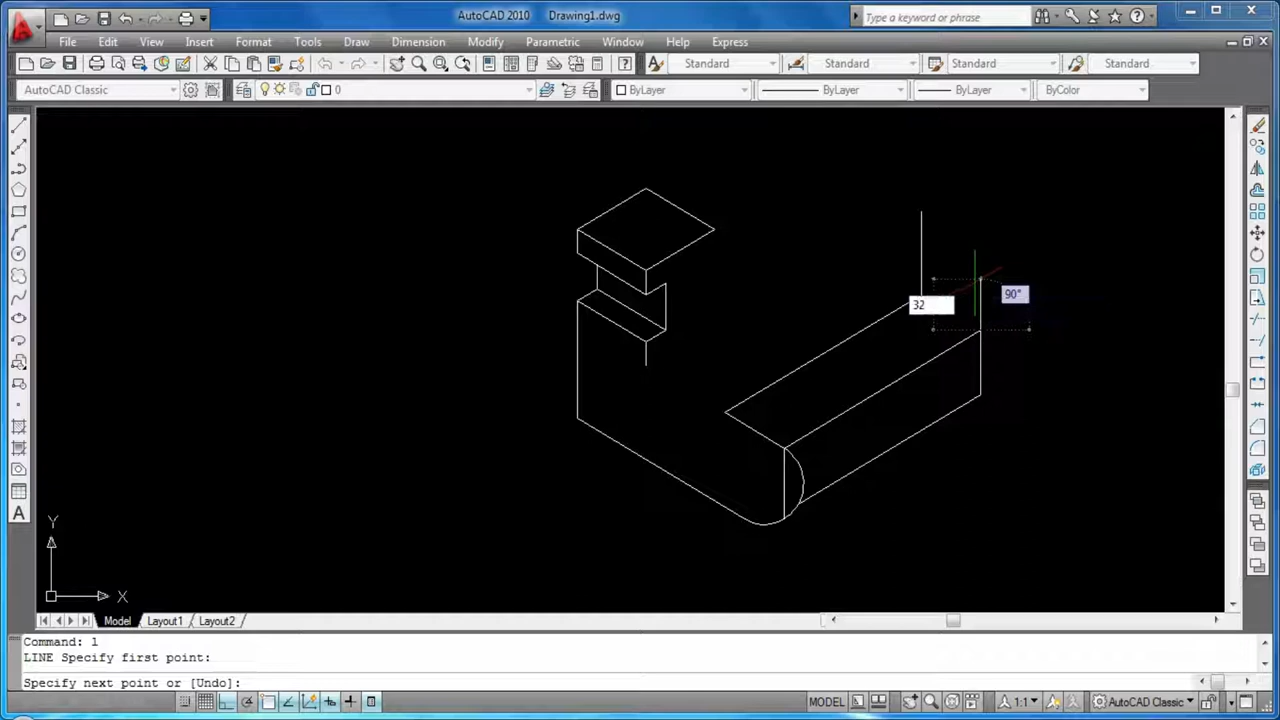 AutoCAD 2010 Drawing1.dwg
Type a keyword or phrase
File Edit View Insert Format Tools Draw Dimension Modify Parametric Window Help Express
Standard Standard Standard Standard
AutoCAD Classic 0 ByLayer ByLayer ByLayer ByColor
90°
32
Y
X
Model Layout1 Layout2
Command: l
LINE Specify first point:
Specify next point or [Undo]:
MODEL 1:1 AutoCAD Classic